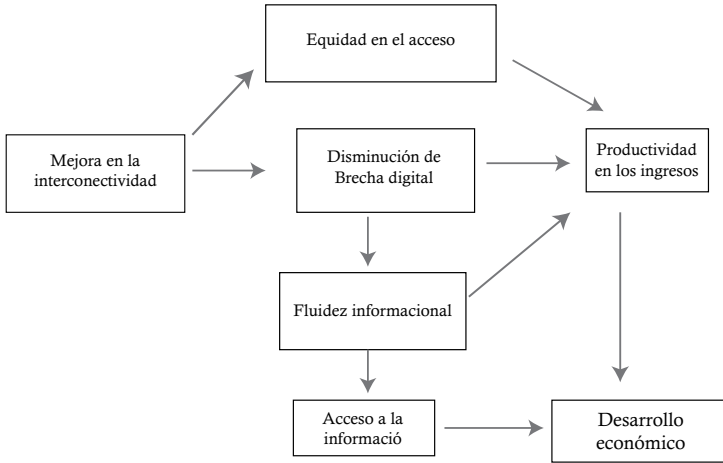 Equidad en el acceso
Mejora en la
interconectividad
Disminución de
Brecha digital
Productividad
en los ingresos
Fluidez informacional
Acceso a la
informació
Desarrollo
económico